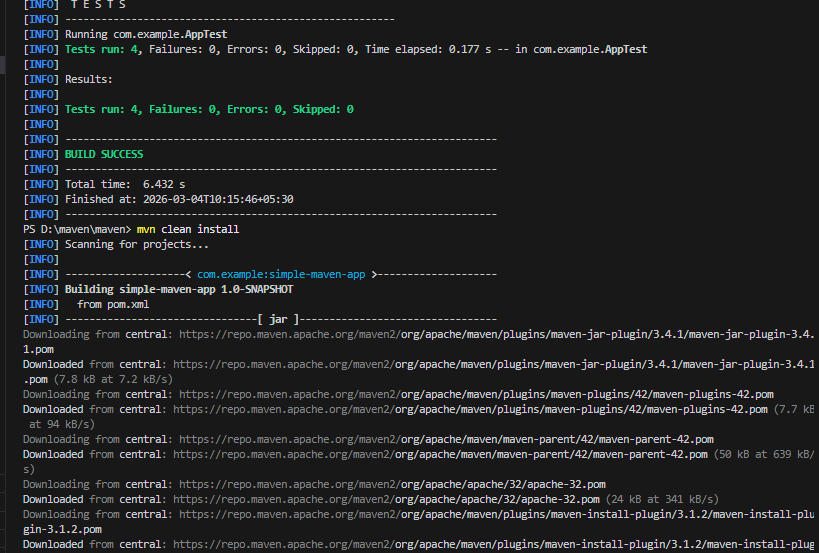 [INFO]  T E S T S
[INFO] -------------------------------------------------------
[INFO] Running com.example.AppTest
[INFO] Tests run: 4, Failures: 0, Errors: 0, Skipped: 0, Time elapsed: 0.177 s -- in com.example.AppTest
[INFO]
[INFO] Results:
[INFO]
[INFO] Tests run: 4, Failures: 0, Errors: 0, Skipped: 0
[INFO]
[INFO] ------------------------------------------------------------------------
[INFO] BUILD SUCCESS
[INFO] ------------------------------------------------------------------------
[INFO] Total time:  6.432 s
[INFO] Finished at: 2026-03-04T10:15:46+05:30
[INFO] ------------------------------------------------------------------------
PS D:\maven\maven> mvn clean install
[INFO] Scanning for projects...
[INFO]
[INFO] --------------------< com.example:simple-maven-app >--------------------
[INFO] Building simple-maven-app 1.0-SNAPSHOT
[INFO]   from pom.xml
[INFO] --------------------------------[ jar ]---------------------------------
Downloading from central: https://repo.maven.apache.org/maven2/org/apache/maven/plugins/maven-jar-plugin/3.4.1/maven-jar-plugin-3.4.
1.pom
Downloaded from central: https://repo.maven.apache.org/maven2/org/apache/maven/plugins/maven-jar-plugin/3.4.1/maven-jar-plugin-3.4.1
.pom (7.8 kB at 7.2 kB/s)
Downloading from central: https://repo.maven.apache.org/maven2/org/apache/maven/plugins/maven-plugins/42/maven-plugins-42.pom
Downloaded from central: https://repo.maven.apache.org/maven2/org/apache/maven/plugins/maven-plugins/42/maven-plugins-42.pom (7.7 kB
 at 94 kB/s)
Downloading from central: https://repo.maven.apache.org/maven2/org/apache/maven/maven-parent/42/maven-parent-42.pom
Downloaded from central: https://repo.maven.apache.org/maven2/org/apache/maven/maven-parent/42/maven-parent-42.pom (50 kB at 639 kB/
s)
Downloading from central: https://repo.maven.apache.org/maven2/org/apache/apache/32/apache-32.pom
Downloaded from central: https://repo.maven.apache.org/maven2/org/apache/apache/32/apache-32.pom (24 kB at 341 kB/s)
Downloading from central: https://repo.maven.apache.org/maven2/org/apache/maven/plugins/maven-install-plugin/3.1.2/maven-install-plu
gin-3.1.2.pom
Downloaded from central: https://repo.maven.apache.org/maven2/org/apache/maven/plugins/maven-install-plugin/3.1.2/maven-install-plug